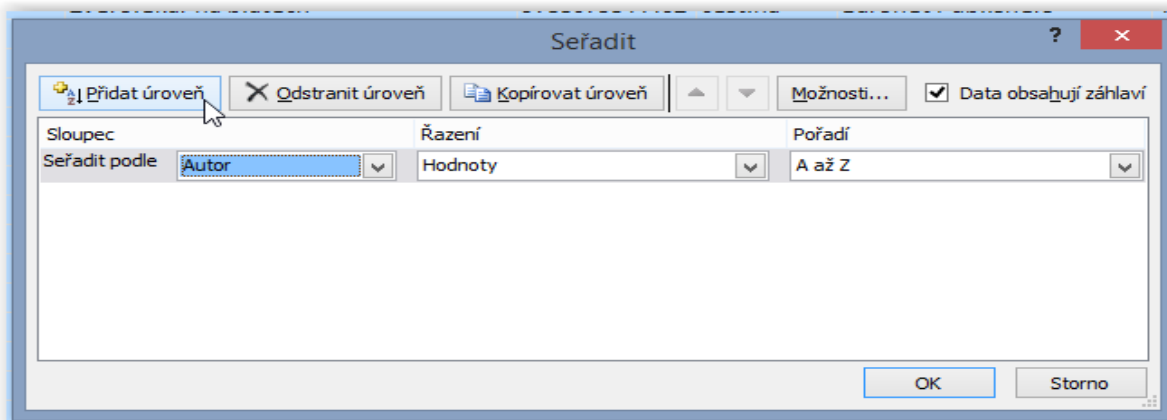 Seřadit ?
Přidat úroveň Odstranit úroveň Kopírovat úroveň Možnosti... Data obsahují záhlaví
Sloupec Řazení Pořadí
Seřadit podle Autor Hodnoty A až Z
OK Storno